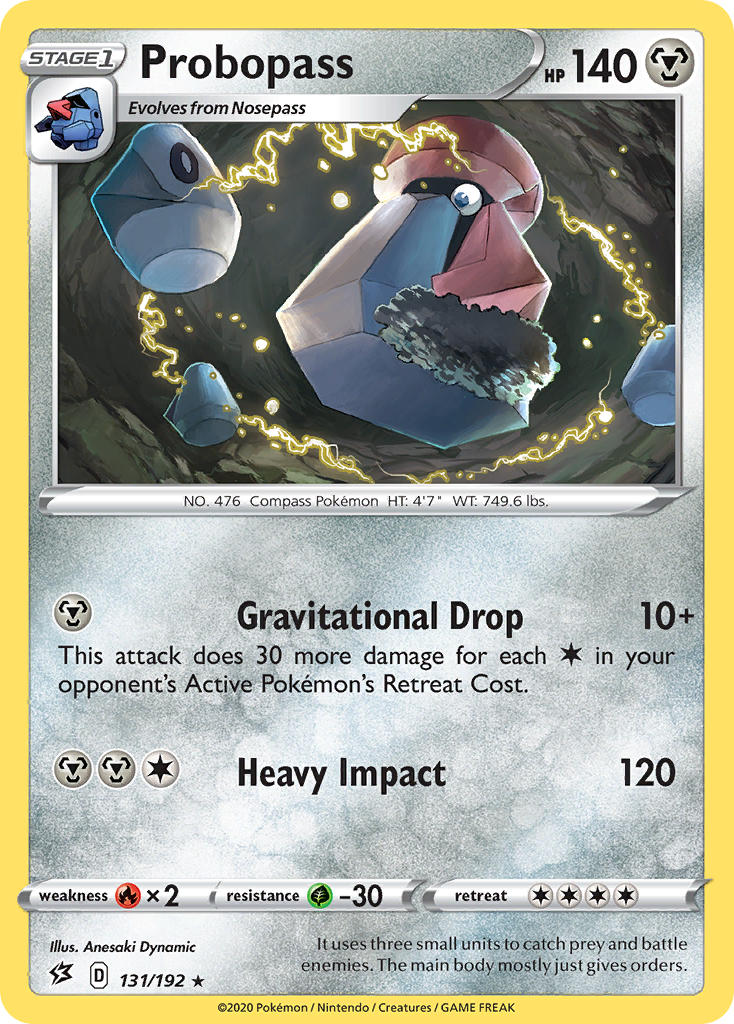 STAGE1
Probopass
HP 140
Evolves from Nosepass
NO. 476 Compass Pokémon HT: 4'7" WT: 749.6 lbs.
Gravitational Drop 10+
This attack does 30 more damage for each in your
opponent's Active Pokémon's Retreat Cost.
Heavy Impact 120
weakness ×2 resistance -30 retreat
Illus. Anesaki Dynamic
D 131/192 ★
It uses three small units to catch prey and battle
enemies. The main body mostly just gives orders.
©2020 Pokémon / Nintendo / Creatures / GAME FREAK